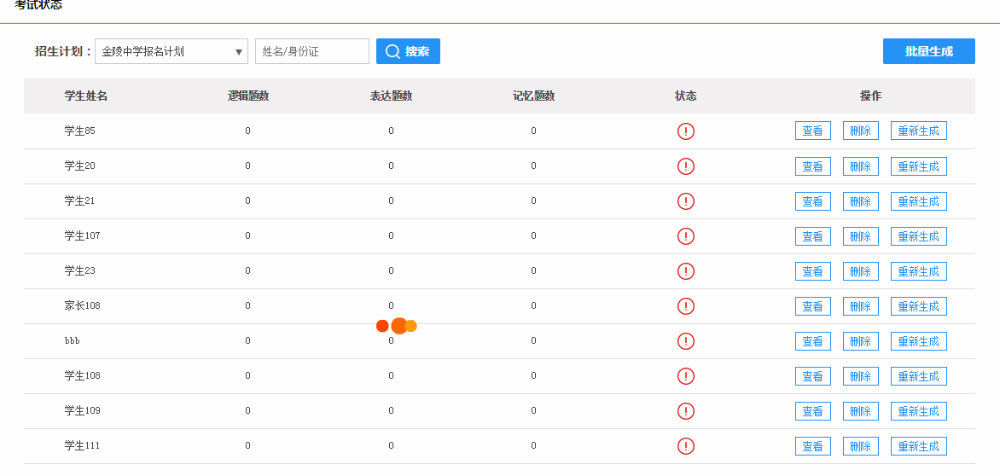 考试状态
招生计划： 金陵中学报名计划 姓名/身份证 搜索 批量生成
学生姓名 逻辑题数 表达题数 记忆题数 状态 操作
学生85 0 0 0 查看 删除 重新生成
学生20 0 0 0 查看 删除 重新生成
学生21 0 0 0 查看 删除 重新生成
学生107 0 0 0 查看 删除 重新生成
学生23 0 0 0 查看 删除 重新生成
家长108 0 0 0 查看 删除 重新生成
bbb 0 0 0 查看 删除 重新生成
学生108 0 0 0 查看 删除 重新生成
学生109 0 0 0 查看 删除 重新生成
学生111 0 0 0 查看 删除 重新生成